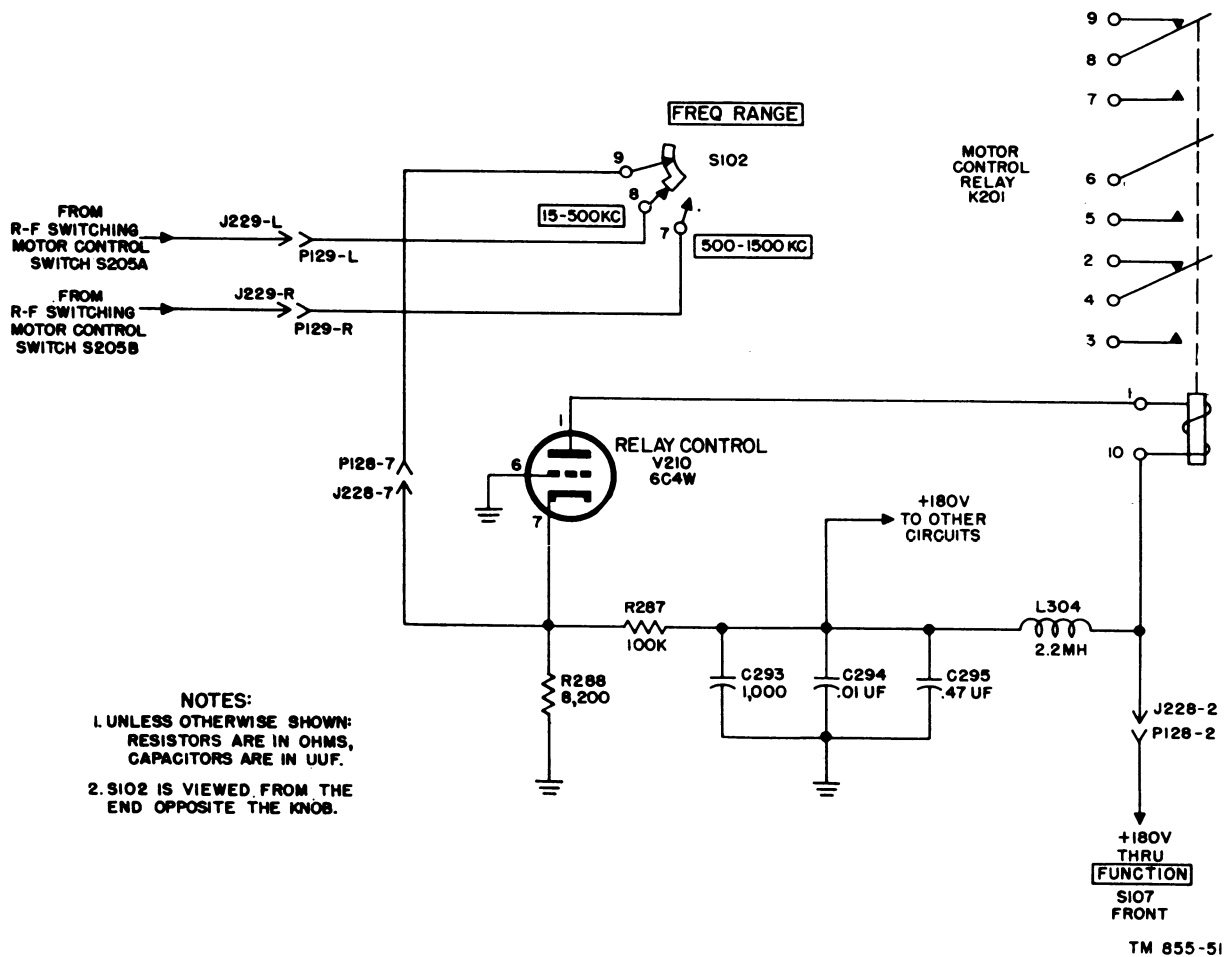 FREQ RANGE
S102
9
8
7
15-500KC
500-1500 KC
FROM
R-F SWITCHING
MOTOR CONTROL
SWITCH S205A
J229-L
P129-L
FROM
R-F SWITCHING
MOTOR CONTROL
SWITCH S205B
J229-R
P129-R
9
8
7
6
5
2
4
3
1
10
MOTOR
CONTROL
RELAY
K201
P128-7
J228-7
1
6
7
RELAY CONTROL
V210
6C4W
+180V
TO OTHER
CIRCUITS
R287
100K
L304
2.2MH
R288
8,200
C293
1,000
C294
.01 UF
C295
.47 UF
J228-2
P128-2
+180V
THRU
FUNCTION
S107
FRONT
NOTES:
1. UNLESS OTHERWISE SHOWN:
RESISTORS ARE IN OHMS,
CAPACITORS ARE IN UUF.
2. S102 IS VIEWED FROM THE
END OPPOSITE THE KNOB.
TM 855-51